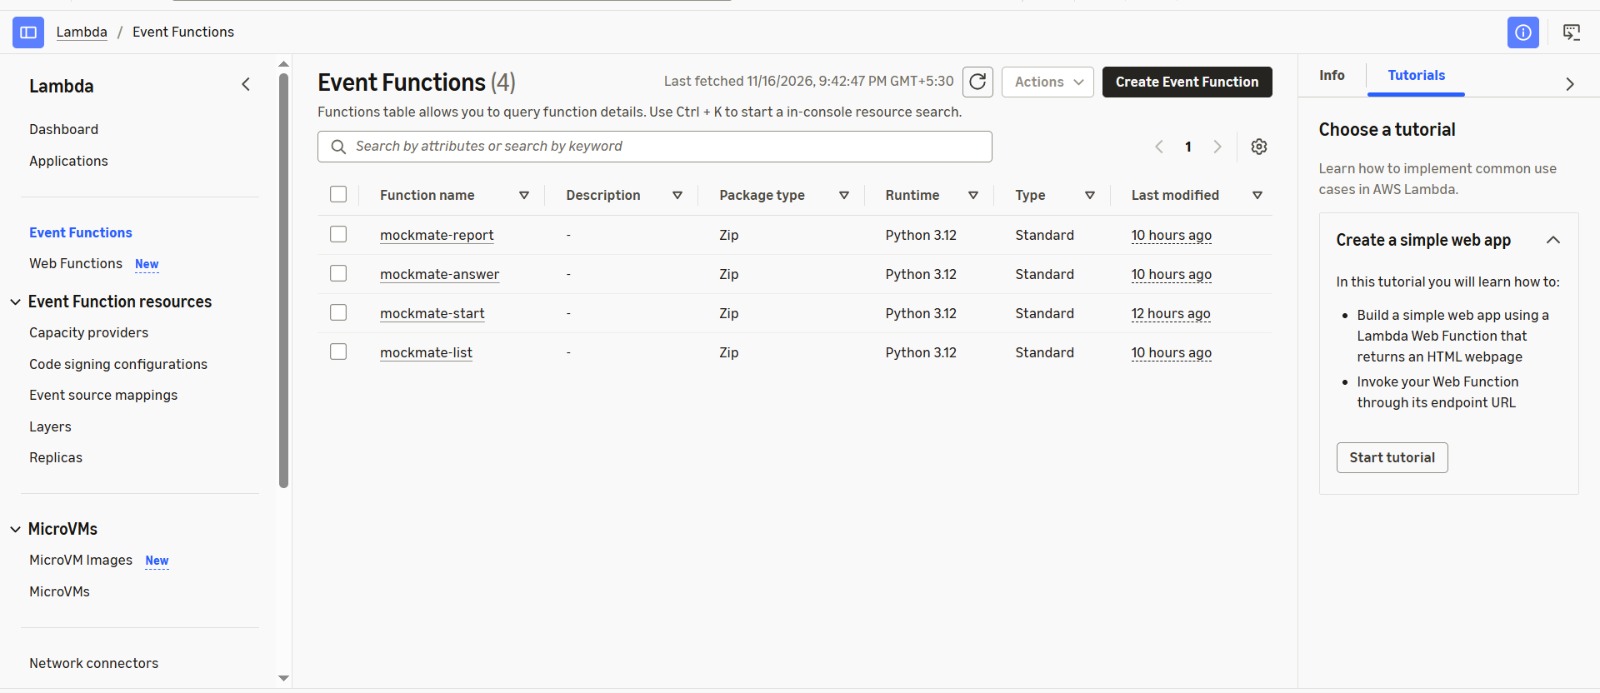 Lambda / Event Functions
Lambda
Dashboard
Applications
Event Functions
Web Functions New
Event Function resources
Capacity providers
Code signing configurations
Event source mappings
Layers
Replicas
MicroVMs
MicroVM Images New
MicroVMs
Network connectors
Event Functions (4)
Last fetched 11/16/2026, 9:42:47 PM GMT+5:30
Actions
Create Event Function
Functions table allows you to query function details. Use Ctrl + K to start a in-console resource search.
Search by attributes or search by keyword
1
Function name Description Package type Runtime Type Last modified
mockmate-report - Zip Python 3.12 Standard 10 hours ago
mockmate-answer - Zip Python 3.12 Standard 10 hours ago
mockmate-start - Zip Python 3.12 Standard 12 hours ago
mockmate-list - Zip Python 3.12 Standard 10 hours ago
Info Tutorials
Choose a tutorial
Learn how to implement common use
cases in AWS Lambda.
Create a simple web app
In this tutorial you will learn how to:
• Build a simple web app using a
Lambda Web Function that
returns an HTML webpage
• Invoke your Web Function
through its endpoint URL
Start tutorial